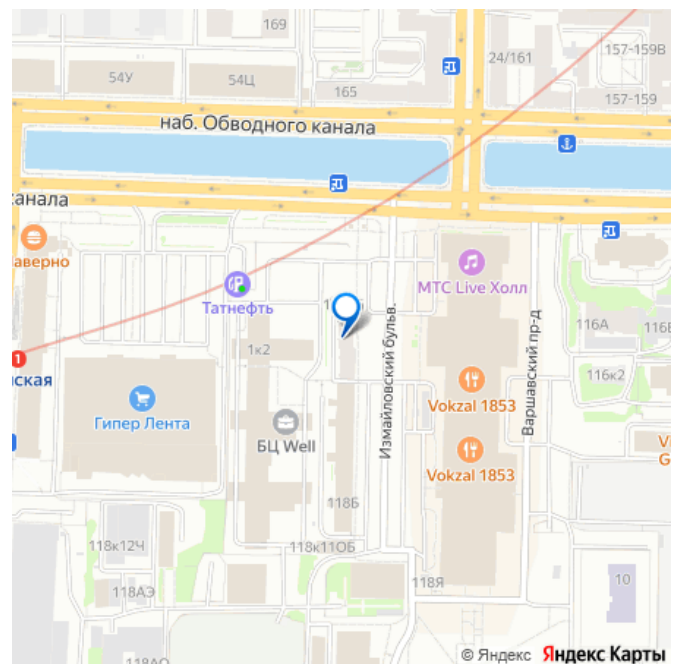 169
54У
54Ц
165
24/161
157-159В
157-159
наб. Обводного канала
канала
аверно
МТС Live Холл
Татнефть
116А
1к2
116к2
1
ская
Гипер Лента
Измайловский бульв.
Варшавский пр-д
Vokzal 1853
БЦ Well
Vokzal 1853
118Б
118к12Ч
118к11ОБ
118Я
118АЭ
10
118АО
© Яндекс Яндекс Карты